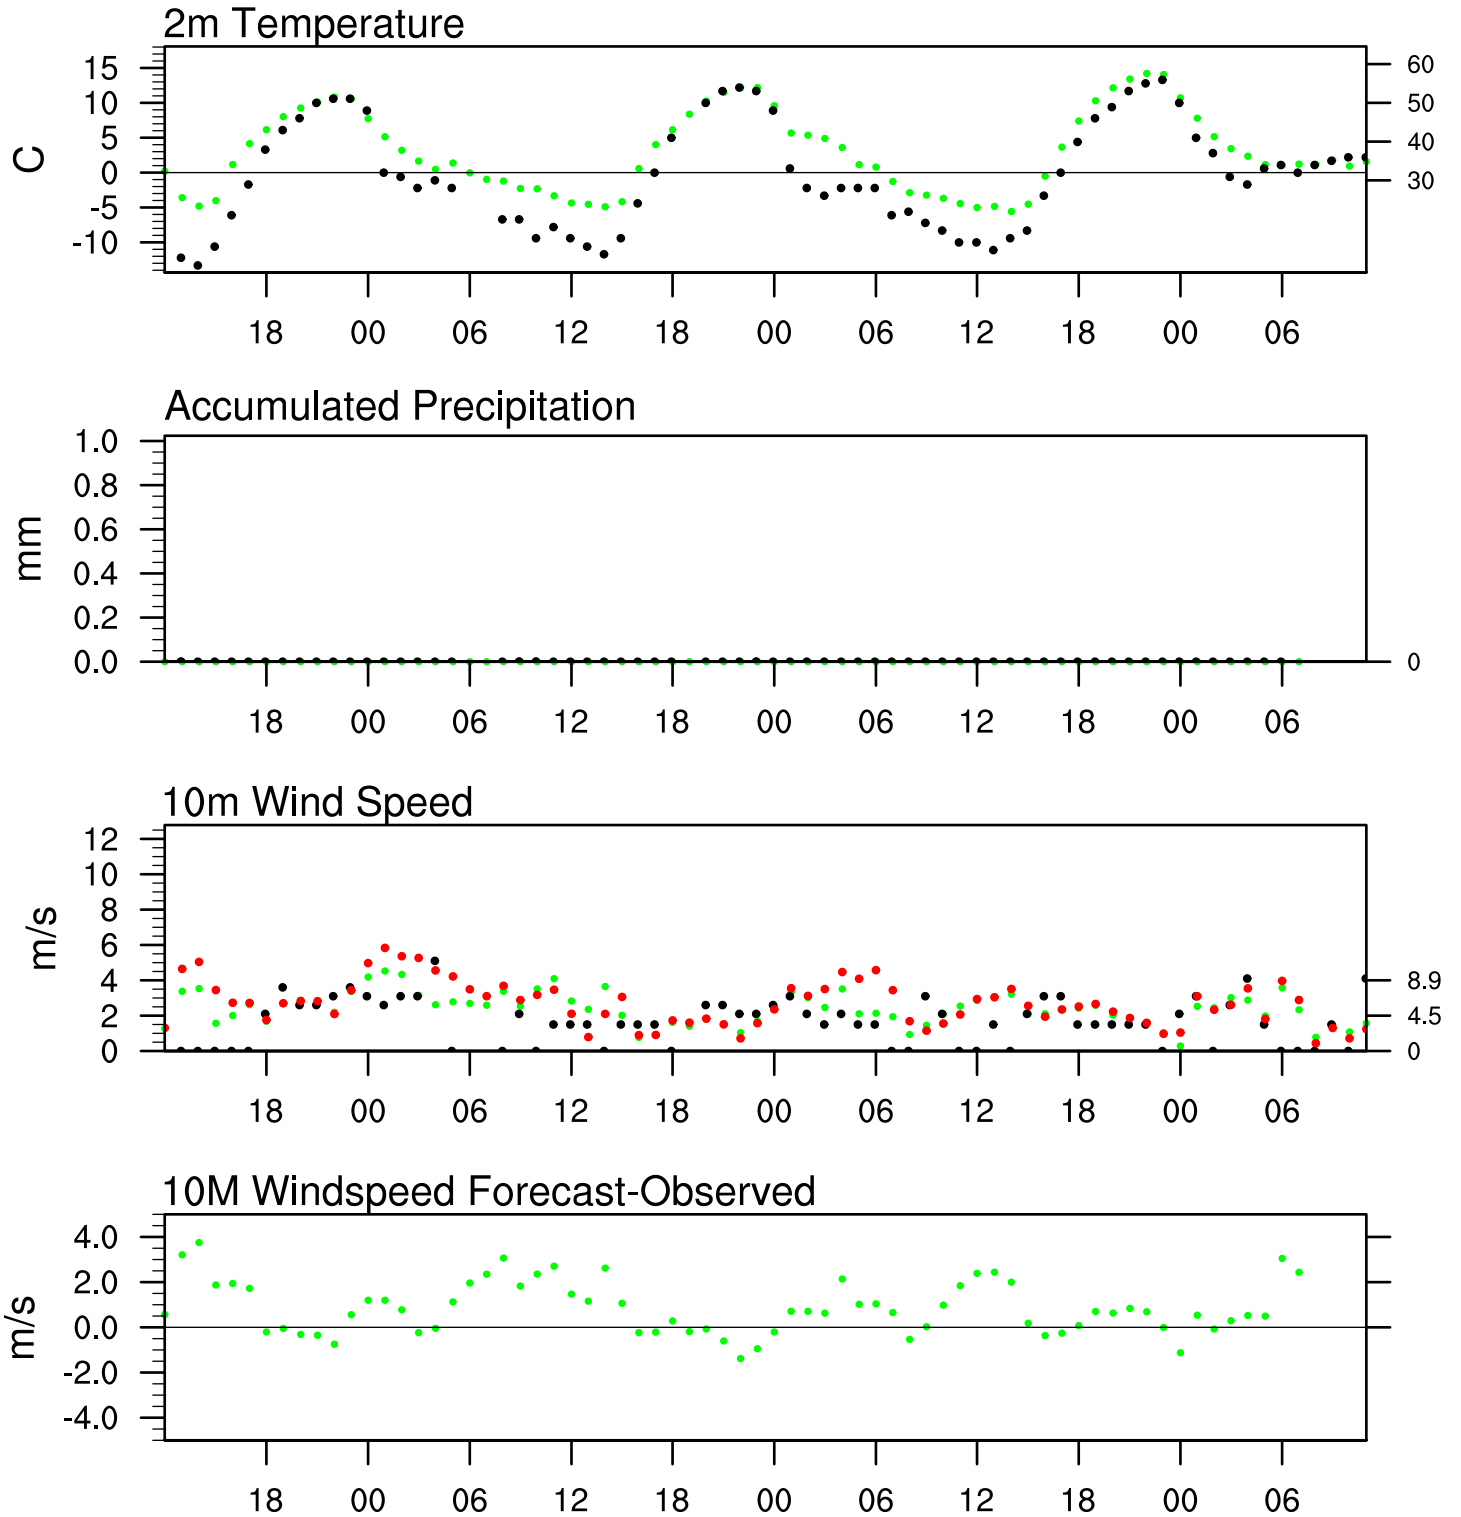 2m Temperature
15
10
5
0
-5
-10
C
60
50
40
30
18 00 06 12 18 00 06 12 18 00 06
Accumulated Precipitation
1.0
0.8
0.6
0.4
0.2
0.0
mm
0
18 00 06 12 18 00 06 12 18 00 06
10m Wind Speed
12
10
8
6
4
2
0
m/s
8.9
4.5
0
18 00 06 12 18 00 06 12 18 00 06
10M Windspeed Forecast-Observed
4.0
2.0
0.0
-2.0
-4.0
m/s
18 00 06 12 18 00 06 12 18 00 06